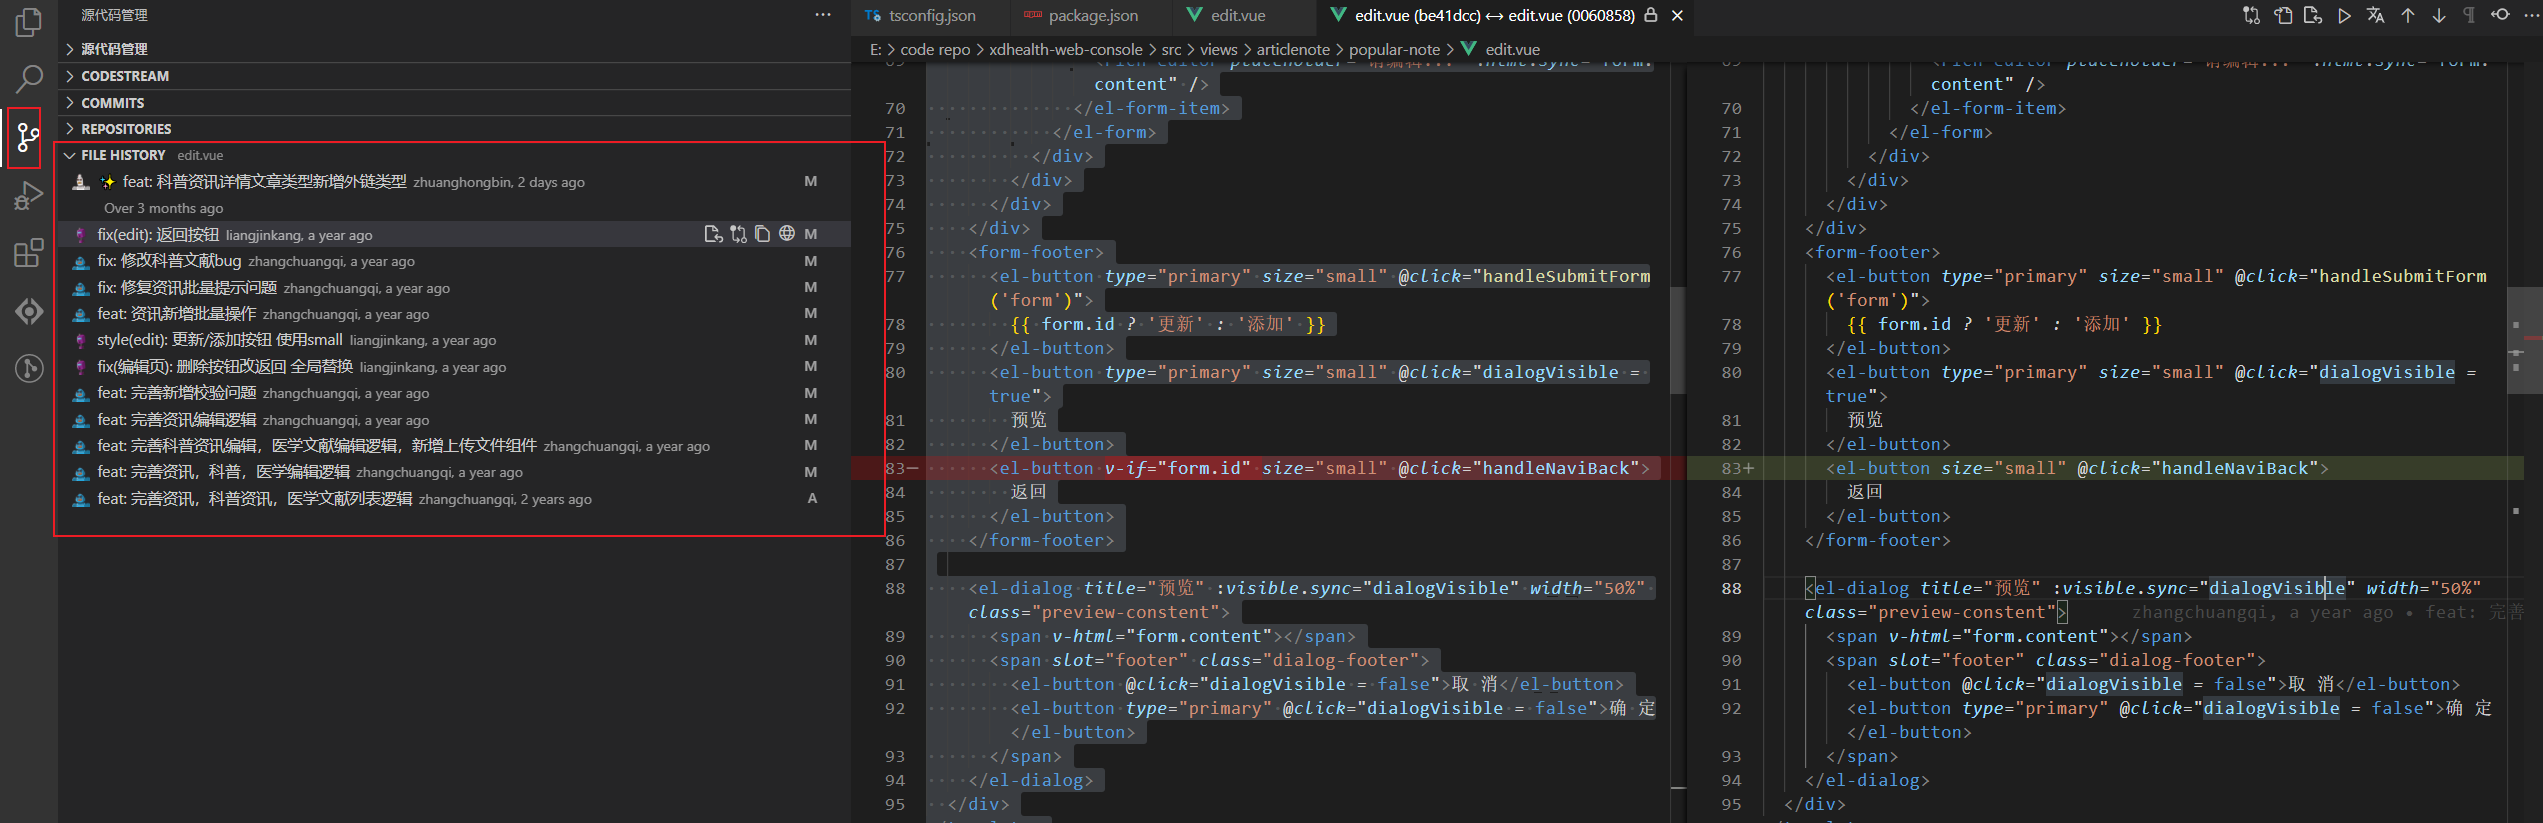 源代码管理
源代码管理
CODESTREAM
COMMITS
REPOSITORIES
FILE HISTORY edit.vue
feat: 科普资讯详情文章类型新增外链类型 zhuanghongbin, 2 days ago M
Over 3 months ago
fix(edit): 返回按钮 liangjinkang, a year ago M
fix: 修改科普文献bug zhangchuangqi, a year ago M
fix: 修复资讯批量提示问题 zhangchuangqi, a year ago M
feat: 资讯新增批量操作 zhangchuangqi, a year ago M
style(edit): 更新/添加按钮 使用small liangjinkang, a year ago M
fix(编辑页): 删除按钮改返回 全局替换 liangjinkang, a year ago M
feat: 完善新增校验问题 zhangchuangqi, a year ago M
feat: 完善资讯编辑逻辑 zhangchuangqi, a year ago M
feat: 完善科普资讯编辑，医学文献编辑逻辑，新增上传文件组件 zhangchuangqi, a year ago M
feat: 完善资讯，科普，医学编辑逻辑 zhangchuangqi, a year ago M
feat: 完善资讯，科普资讯，医学文献列表逻辑 zhangchuangqi, 2 years ago A
TS tsconfig.json
package.json
edit.vue
edit.vue (be41dcc) ↔ edit.vue (0060858)
E: > code repo > xdhealth-web-console > src > views > articlenote > popular-note > edit.vue
content" />
70 </el-form-item>
71 </el-form>
72 </div>
73 </div>
74 </div>
75 </div>
76 <form-footer>
77 <el-button type="primary" size="small" @click="handleSubmitForm
('form')">
78 {{ form.id ? '更新' : '添加' }}
79 </el-button>
80 <el-button type="primary" size="small" @click="dialogVisible =
true">
81 预览
82 </el-button>
83− <el-button v-if="form.id" size="small" @click="handleNaviBack">
84 返回
85 </el-button>
86 </form-footer>
87
88 <el-dialog title="预览" :visible.sync="dialogVisible" width="50%"
class="preview-constent">
89 <span v-html="form.content"></span>
90 <span slot="footer" class="dialog-footer">
91 <el-button @click="dialogVisible = false">取 消</el-button>
92 <el-button type="primary" @click="dialogVisible = false">确 定
</el-button>
93 </span>
94 </el-dialog>
95 </div>
content" />
70 </el-form-item>
71 </el-form>
72 </div>
73 </div>
74 </div>
75 </div>
76 <form-footer>
77 <el-button type="primary" size="small" @click="handleSubmitForm
('form')">
78 {{ form.id ? '更新' : '添加' }}
79 </el-button>
80 <el-button type="primary" size="small" @click="dialogVisible =
true">
81 预览
82 </el-button>
83+ <el-button size="small" @click="handleNaviBack">
84 返回
85 </el-button>
86 </form-footer>
87
88 <el-dialog title="预览" :visible.sync="dialogVisible" width="50%"
class="preview-constent"> zhangchuangqi, a year ago • feat: 完善
89 <span v-html="form.content"></span>
90 <span slot="footer" class="dialog-footer">
91 <el-button @click="dialogVisible = false">取 消</el-button>
92 <el-button type="primary" @click="dialogVisible = false">确 定
</el-button>
93 </span>
94 </el-dialog>
95 </div>